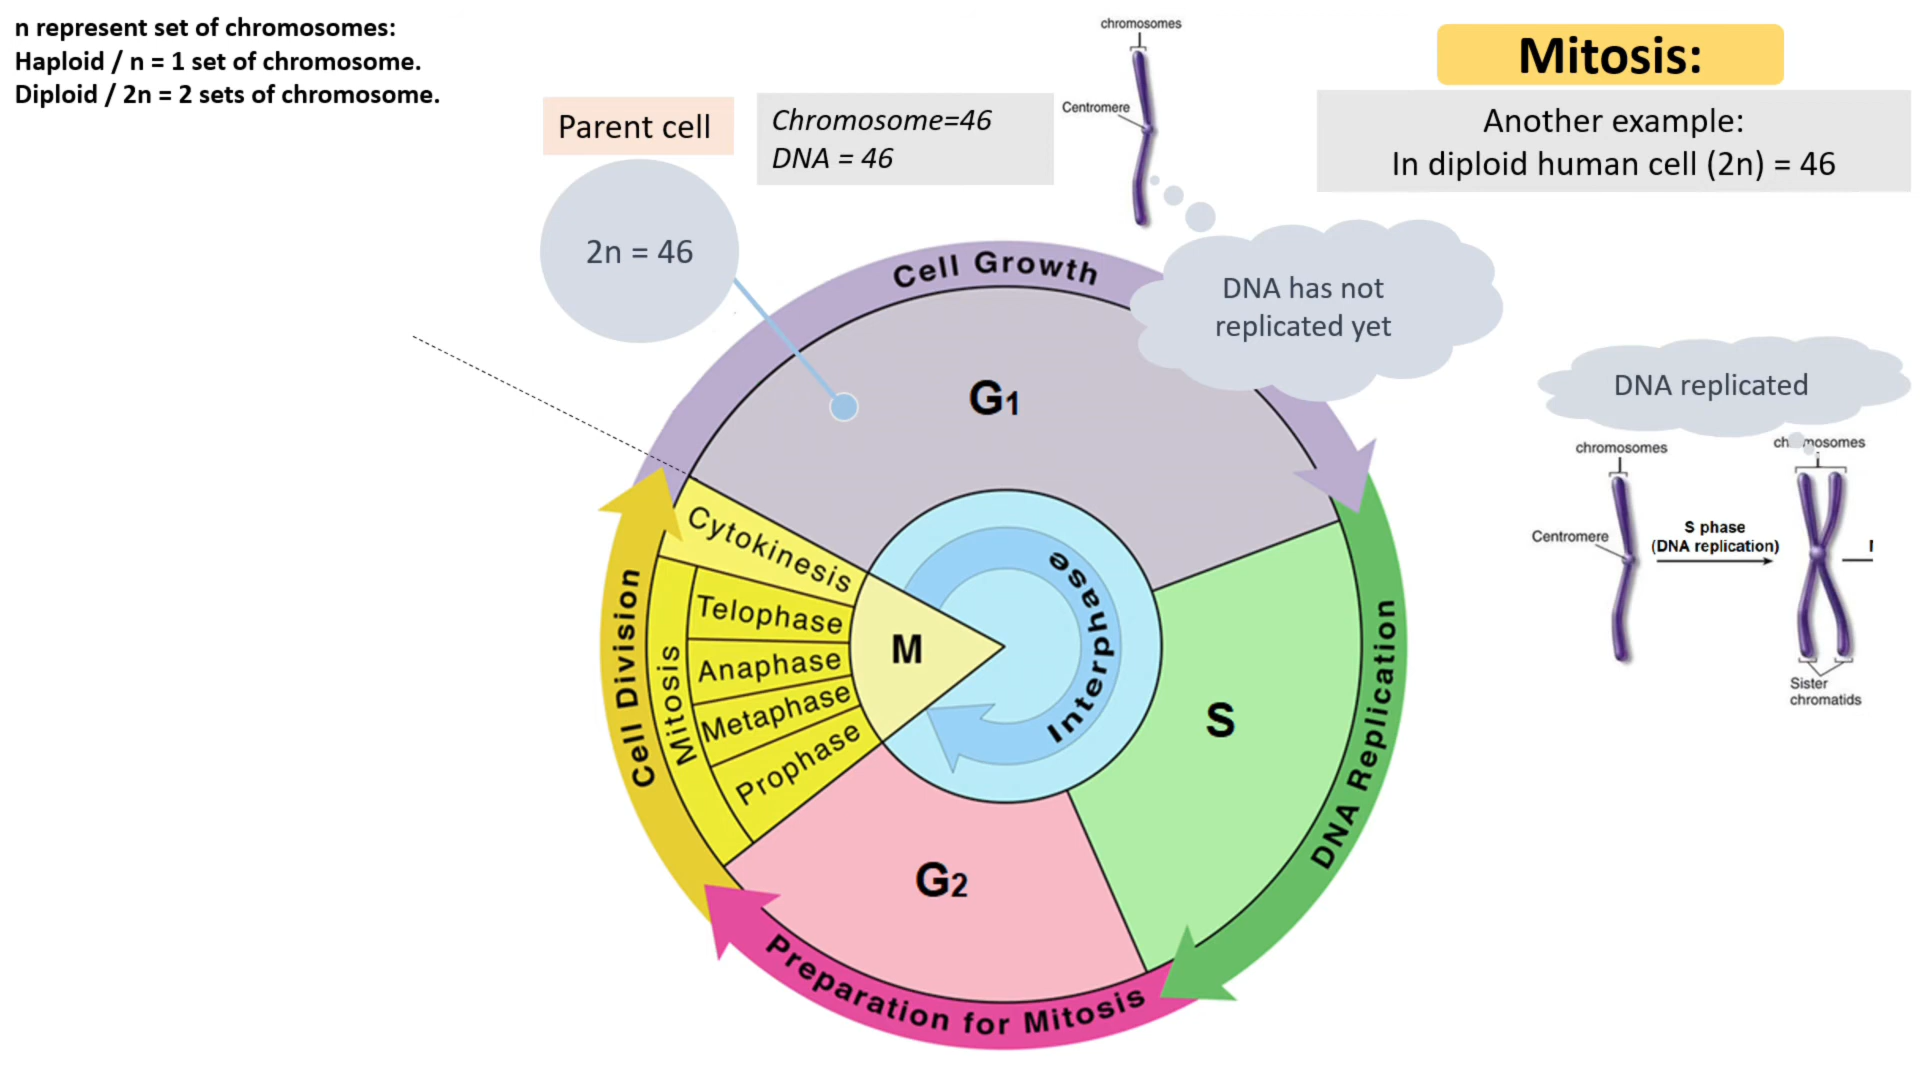 n represent set of chromosomes:
Haploid / n = 1 set of chromosome.
Diploid / 2n = 2 sets of chromosome.
Parent cell
2n = 46
Chromosome=46
DNA = 46
chromosomes
Centromere
Mitosis:
Another example:
In diploid human cell (2n) = 46
DNA has not
replicated yet
DNA replicated
chromosomes
Centromere
S phase
(DNA replication)
Sister
chromatids
Cell Growth
G1
S
DNA Replication
G2
Preparation for Mitosis
Cell Division
Mitosis
Cytokinesis
Telophase
Anaphase
Metaphase
Prophase
M
Interphase